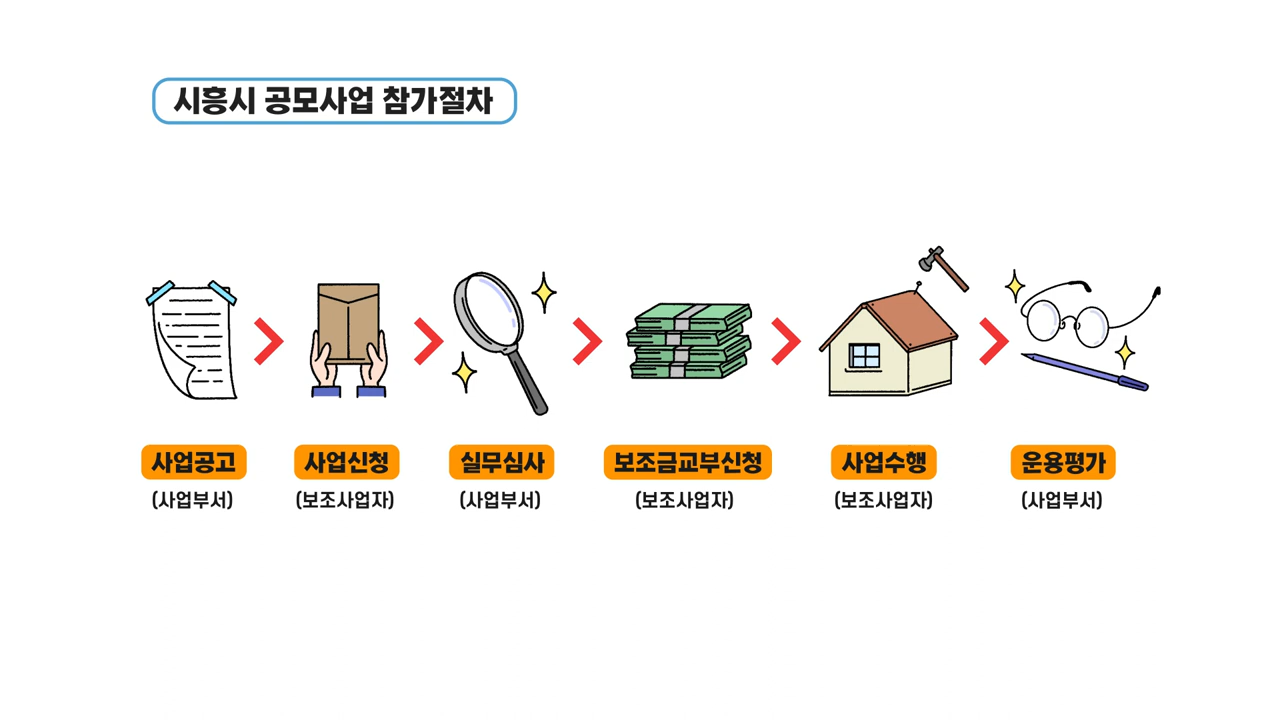 시흥시 공모사업 참가절차
사업공고
(사업부서)
사업신청
(보조사업자)
실무심사
(사업부서)
보조금교부신청
(보조사업자)
사업수행
(보조사업자)
운용평가
(사업부서)